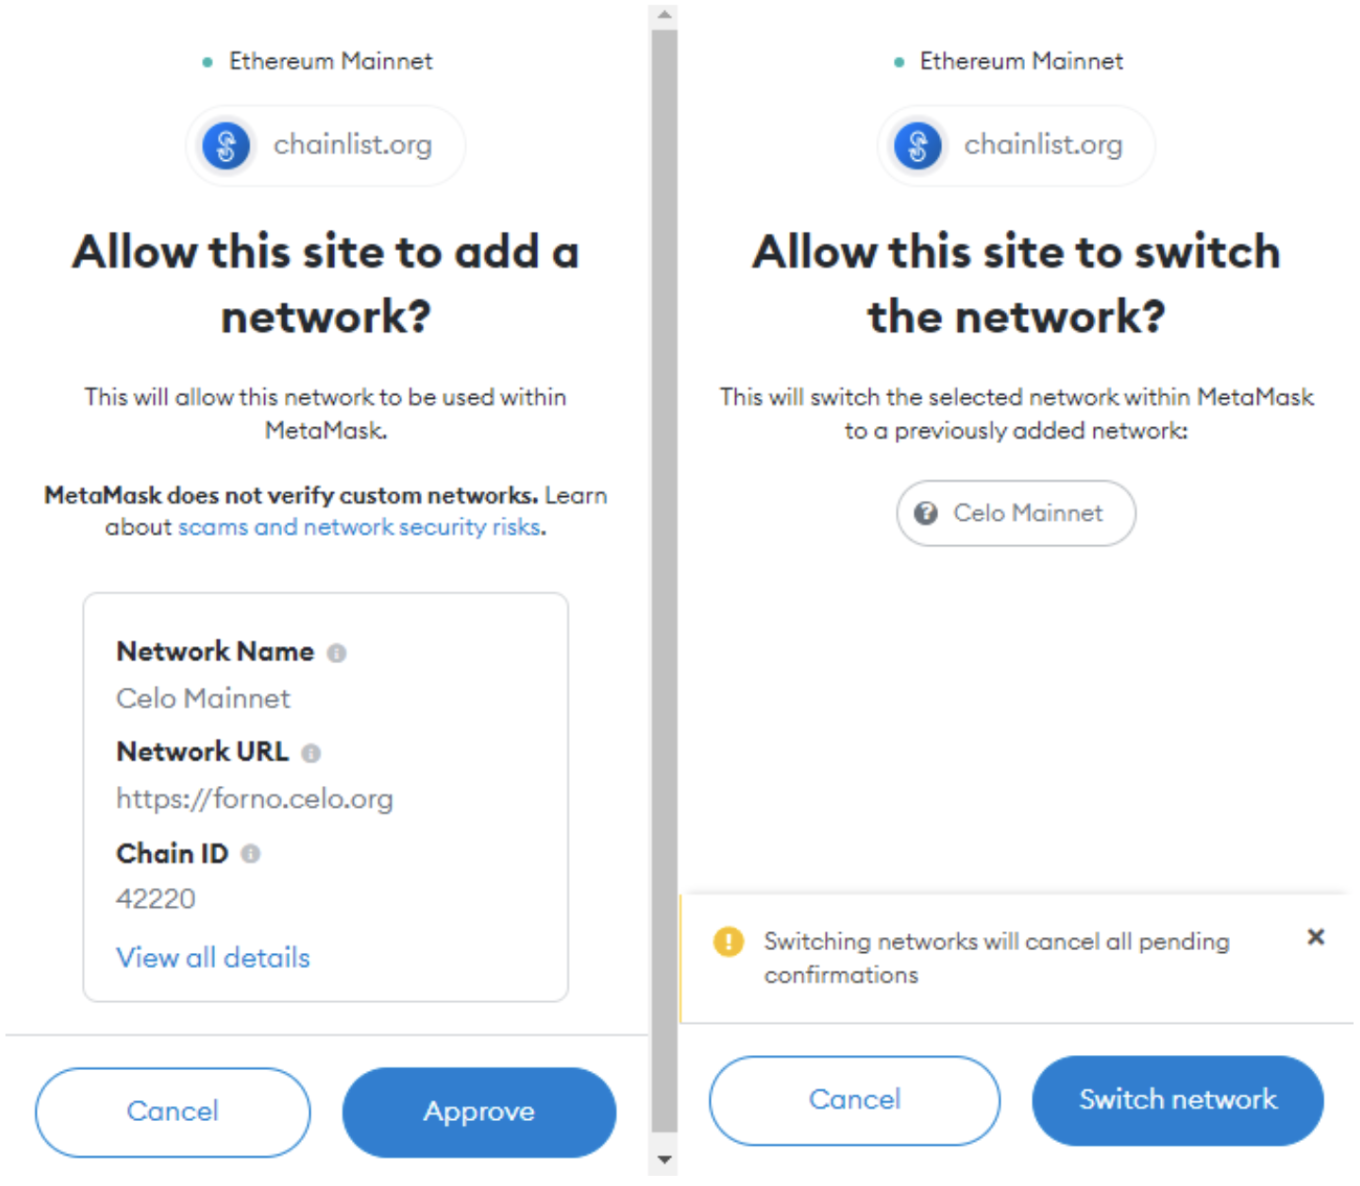 Ethereum Mainnet
chainlist.org
Allow this site to add a
network?
This will allow this network to be used within
MetaMask.
MetaMask does not verify custom networks. Learn
about scams and network security risks.
Network Name
Celo Mainnet
Network URL
https://forno.celo.org
Chain ID
42220
View all details
Cancel
Approve
Ethereum Mainnet
chainlist.org
Allow this site to switch
the network?
This will switch the selected network within MetaMask
to a previously added network:
Celo Mainnet
Switching networks will cancel all pending
confirmations
Cancel
Switch network